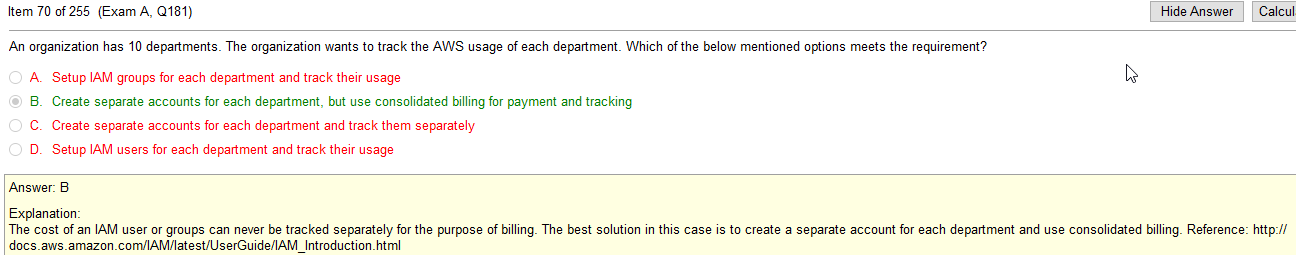 Item 70 of 255  (Exam A, Q181)
Hide Answer
Calcul
An organization has 10 departments. The organization wants to track the AWS usage of each department. Which of the below mentioned options meets the requirement?
A.  Setup IAM groups for each department and track their usage
B.  Create separate accounts for each department, but use consolidated billing for payment and tracking
C.  Create separate accounts for each department and track them separately
D.  Setup IAM users for each department and track their usage
Answer: B
Explanation:
The cost of an IAM user or groups can never be tracked separately for the purpose of billing. The best solution in this case is to create a separate account for each department and use consolidated billing. Reference: http://
docs.aws.amazon.com/IAM/latest/UserGuide/IAM_Introduction.html